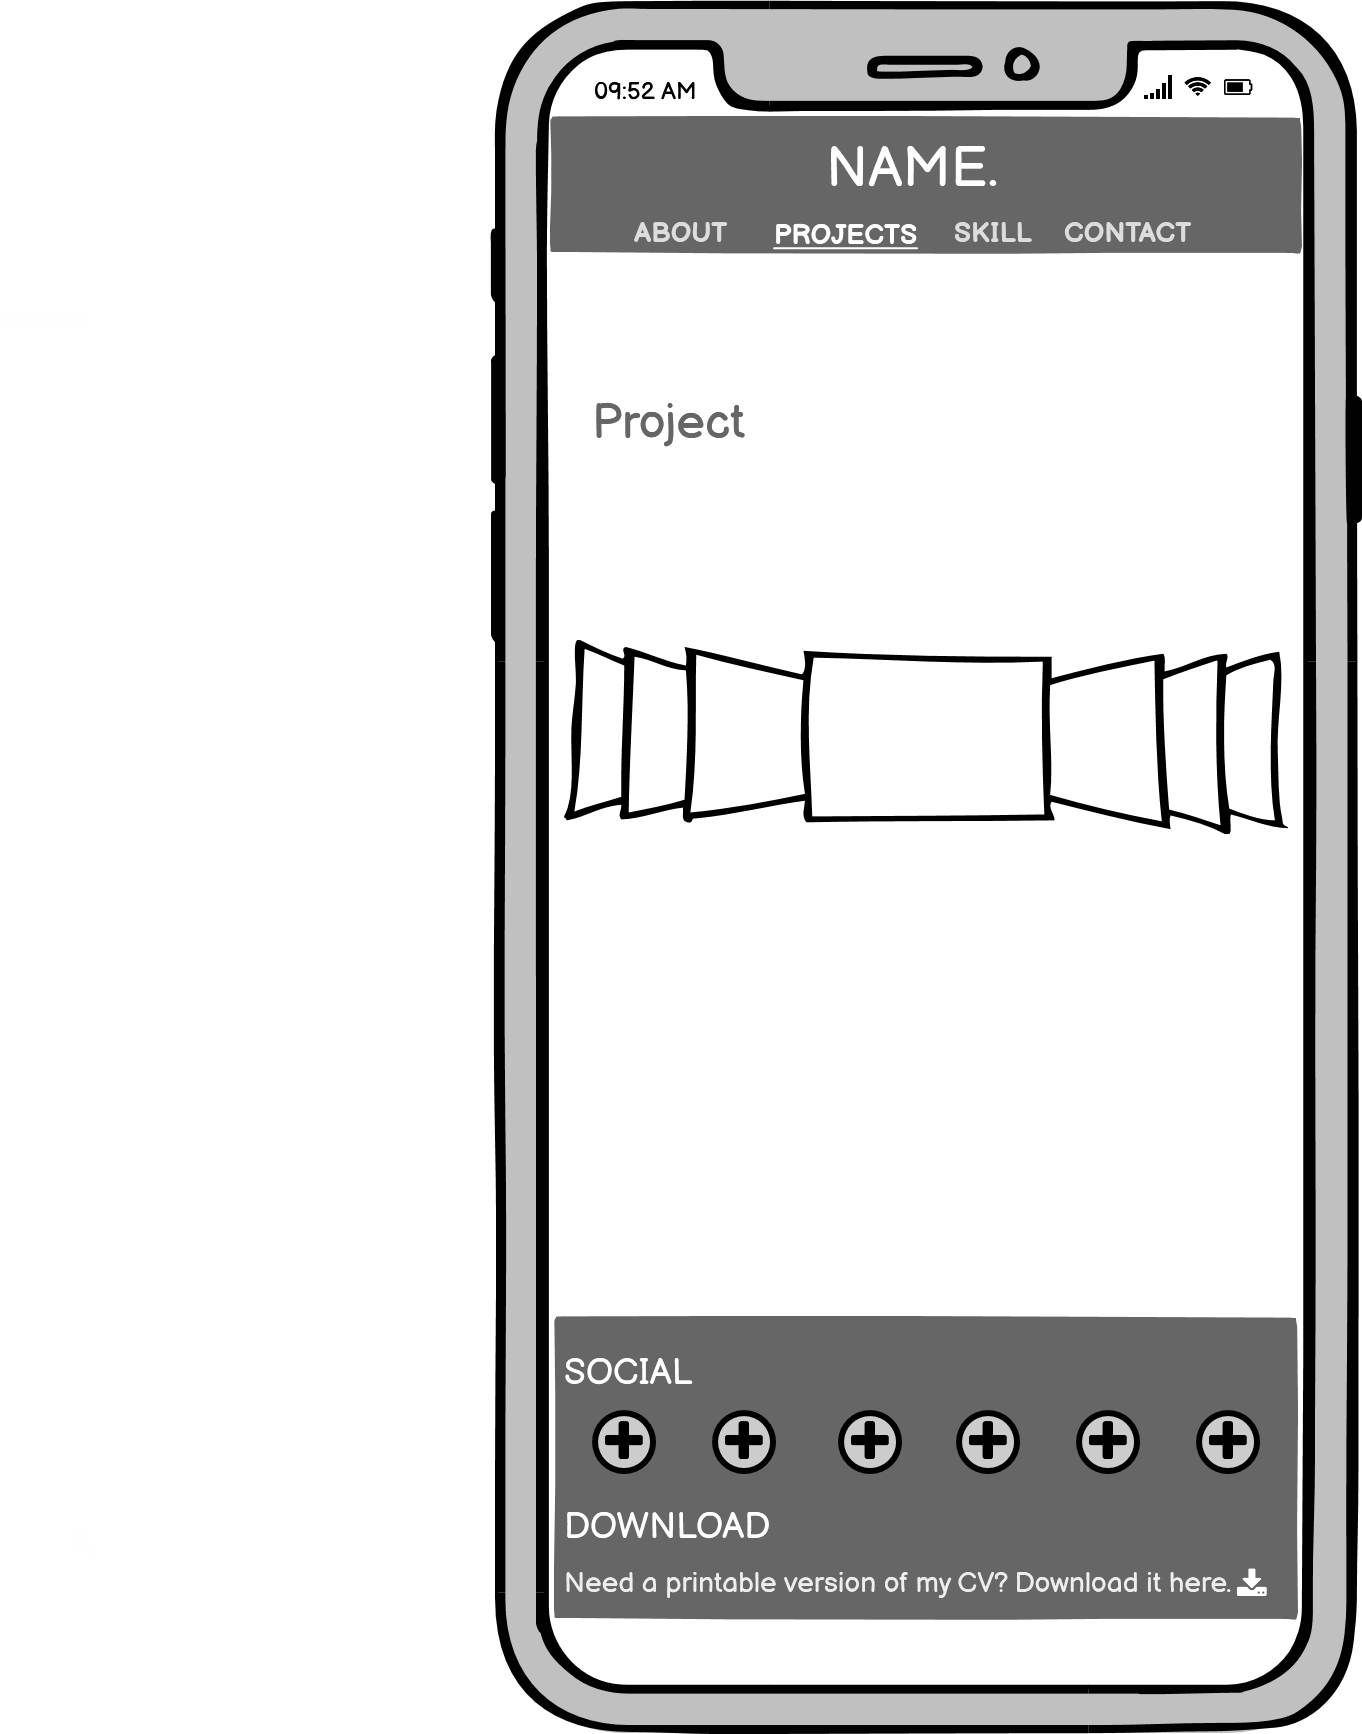 09:52 AM
NAME.
ABOUT PROJECTS SKILL CONTACT
Project
SOCIAL
DOWNLOAD
Need a printable version of my CV? Download it here.